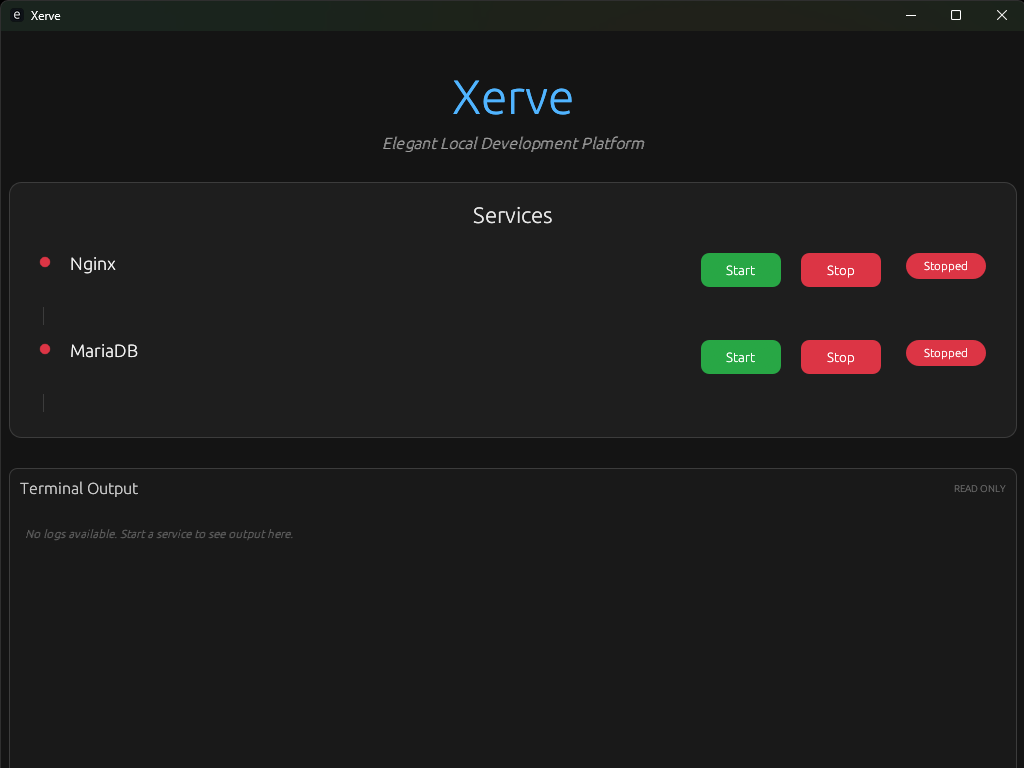 e Xerve
Xerve
Elegant Local Development Platform
Services
Nginx Start Stop Stopped
MariaDB Start Stop Stopped
Terminal Output READ ONLY
No logs available. Start a service to see output here.